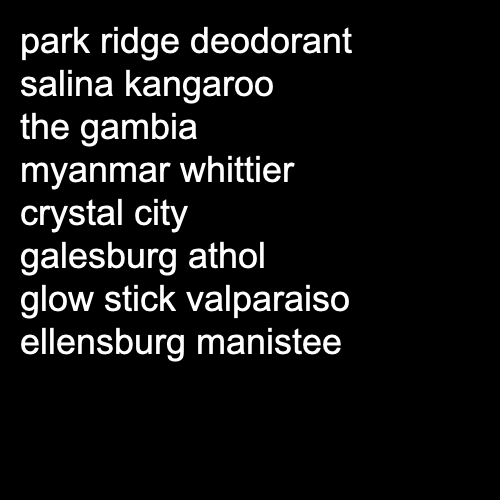 park ridge deodorant
salina kangaroo
the gambia
myanmar whittier
crystal city
galesburg athol
glow stick valparaiso
ellensburg manistee